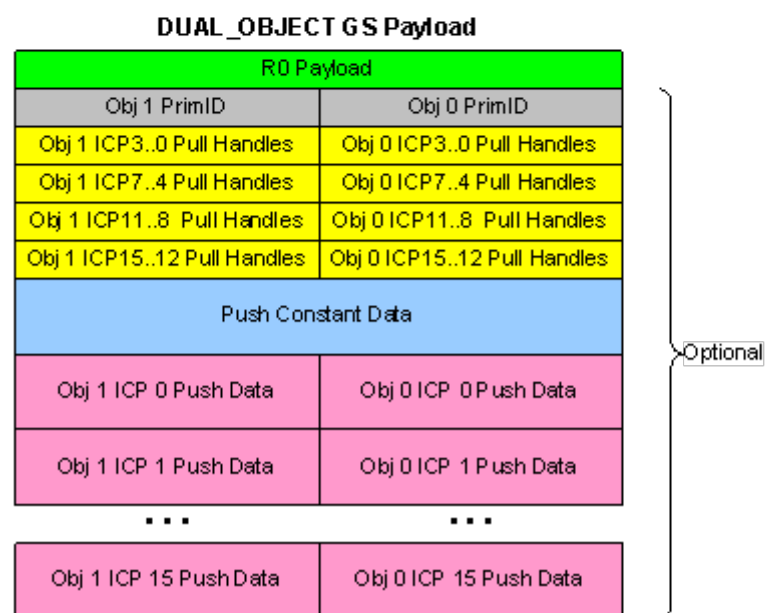 DUAL_OBJECT GS Payload
R0 Payload
Obj 1 PrimID
Obj 0 PrimID
Obj 1 ICP3..0 Pull Handles
Obj 0 ICP3..0 Pull Handles
Obj 1 ICP7..4 Pull Handles
Obj 0 ICP7..4 Pull Handles
Obj 1 ICP11..8 Pull Handles
Obj 0 ICP11..8 Pull Handles
Obj 1 ICP15..12 Pull Handles
Obj 0 ICP15..12 Pull Handles
Push Constant Data
Optional
Obj 1 ICP 0 Push Data
Obj 0 ICP 0 Push Data
Obj 1 ICP 1 Push Data
Obj 0 ICP 1 Push Data
...
...
Obj 1 ICP 15 Push Data
Obj 0 ICP 15 Push Data